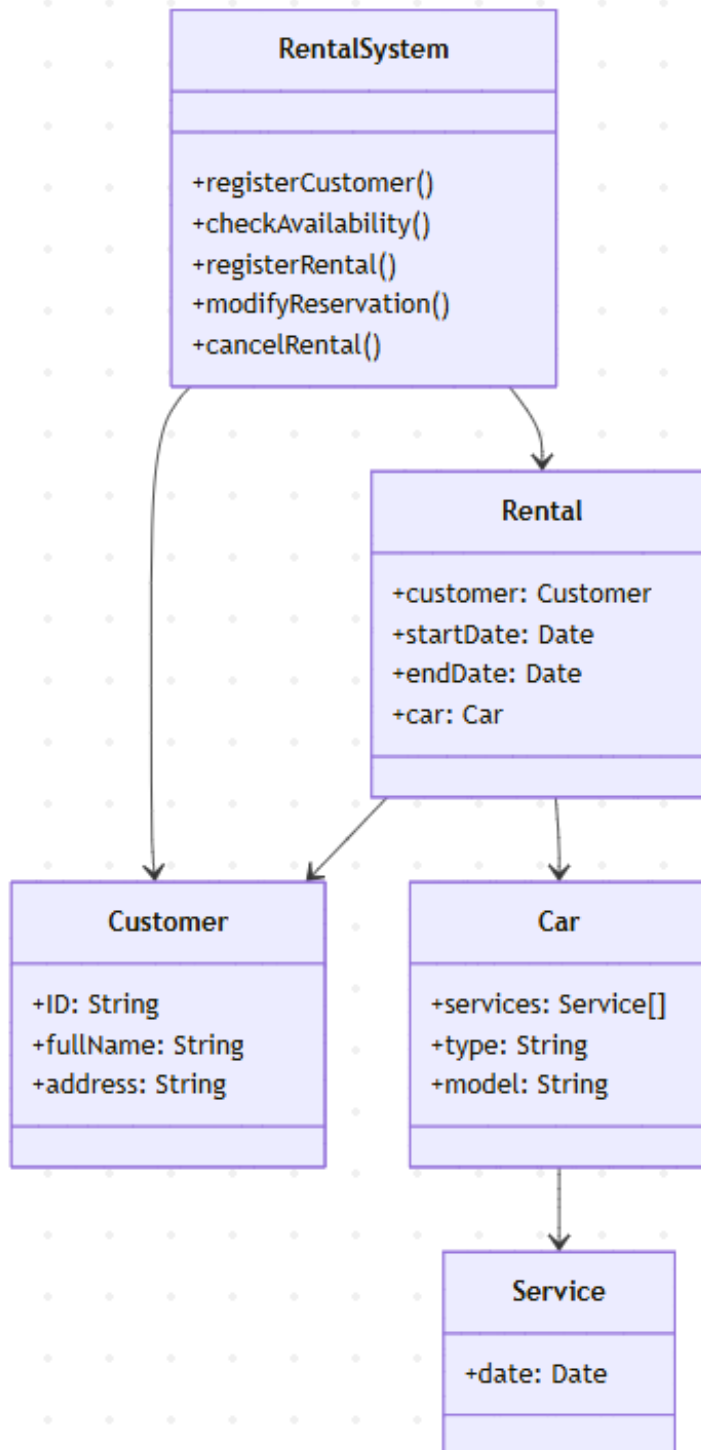 RentalSystem
+registerCustomer()
+checkAvailability()
+registerRental()
+modifyReservation()
+cancelRental()
Rental
+customer: Customer
+startDate: Date
+endDate: Date
+car: Car
Customer
+ID: String
+fullName: String
+address: String
Car
+services: Service[]
+type: String
+model: String
Service
+date: Date